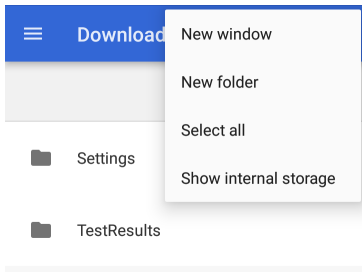 Download
New window
New folder
Select all
Show internal storage
Settings
TestResults